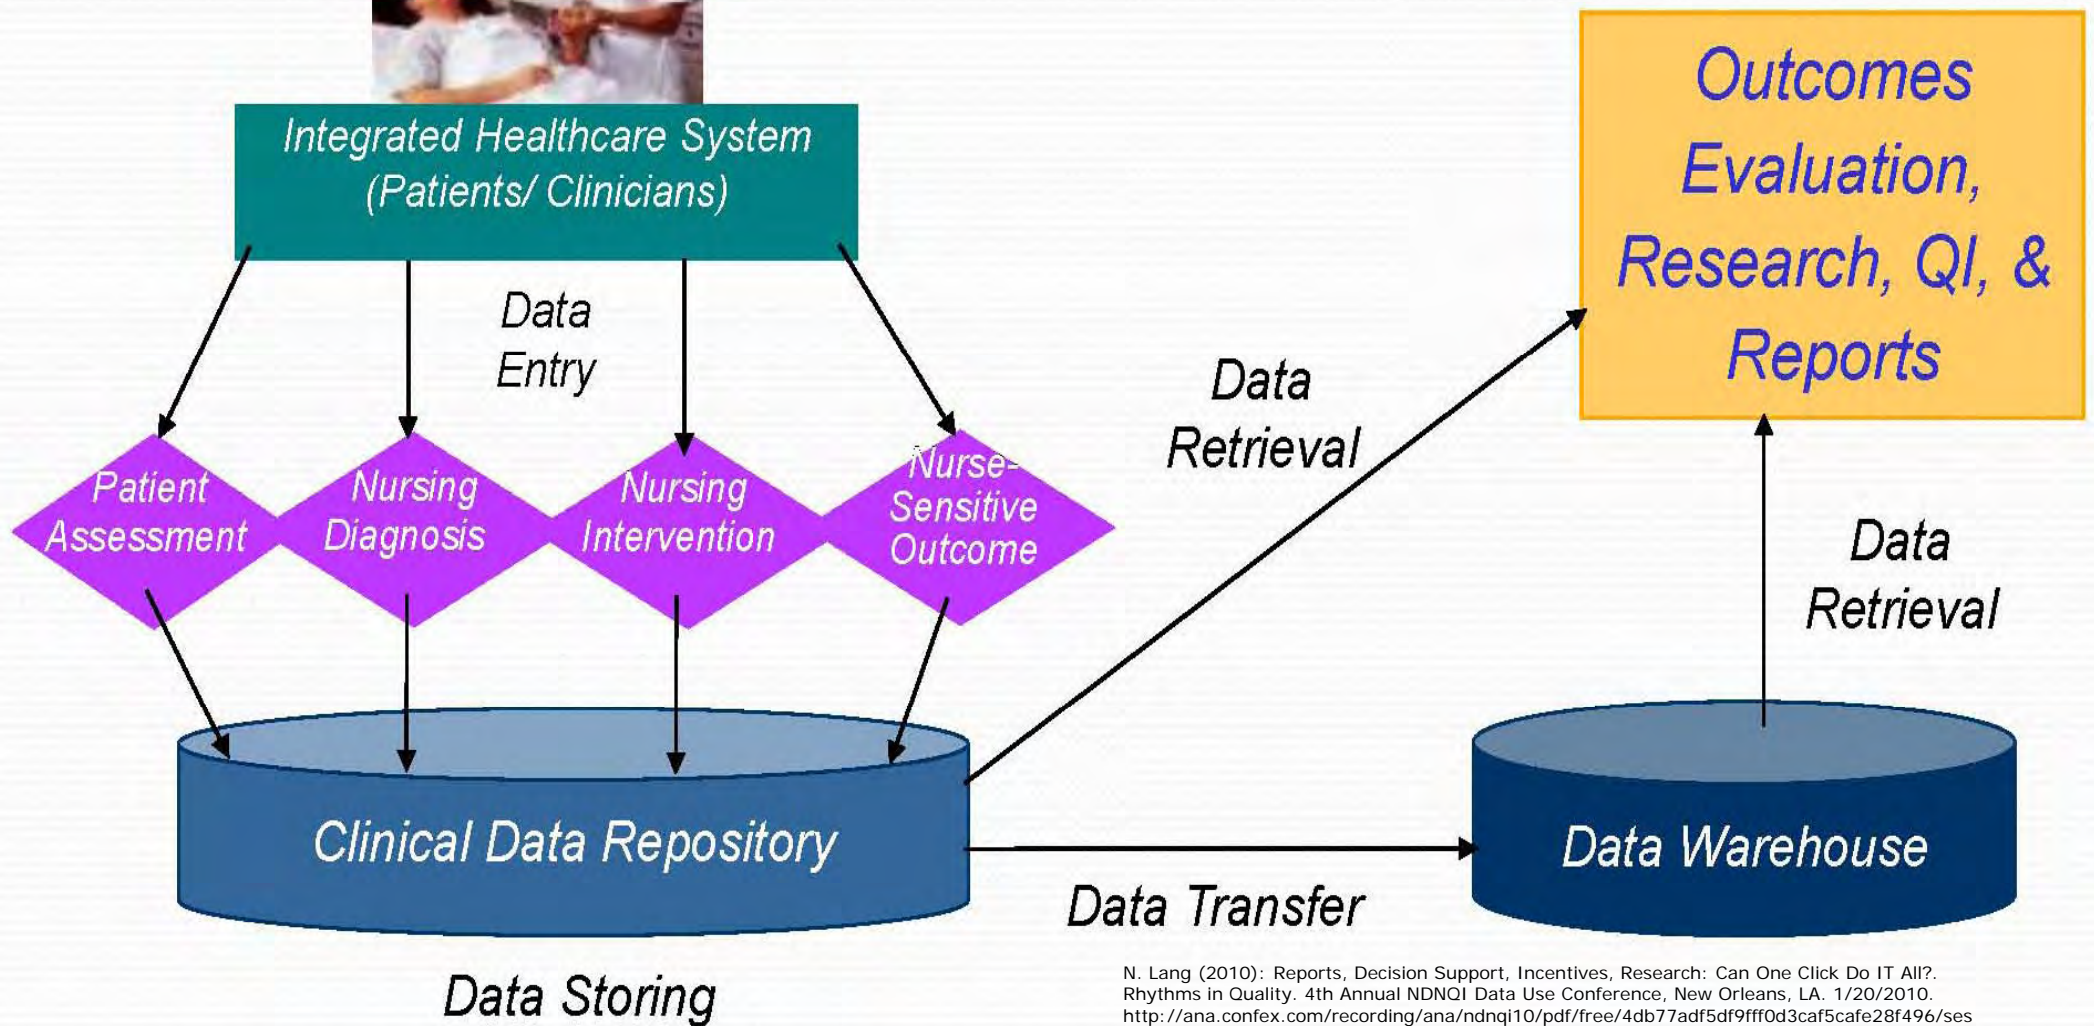 Integrated Healthcare System
(Patients/ Clinicians)
Outcomes
Evaluation,
Research, QI, &
Reports
Data
Entry
Data
Retrieval
Patient
Assessment
Nursing
Diagnosis
Nursing
Intervention
Nurse-
Sensitive
Outcome
Data
Retrieval
Clinical Data Repository
Data Warehouse
Data Transfer
Data Storing
N. Lang (2010): Reports, Decision Support, Incentives, Research: Can One Click Do IT All?.
Rhythms in Quality. 4th Annual NDNQI Data Use Conference, New Orleans, LA. 1/20/2010.
http://ana.confex.com/recording/ana/ndnqi10/pdf/free/4db77adf5df9fff0d3caf5cafe28f496/ses